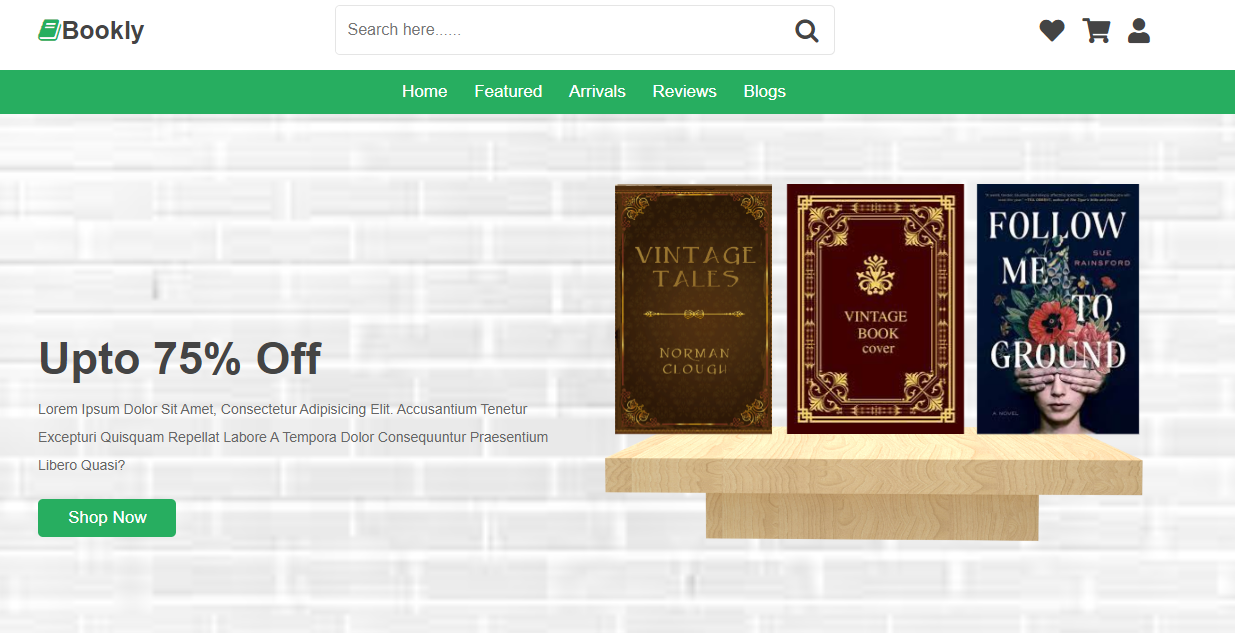 Bookly
Search here......
Home Featured Arrivals Reviews Blogs
Upto 75% Off
Lorem Ipsum Dolor Sit Amet, Consectetur Adipisicing Elit. Accusantium Tenetur
Excepturi Quisquam Repellat Labore A Tempora Dolor Consequuntur Praesentium
Libero Quasi?
Shop Now
VINTAGE
TALES
NORMAN
CLOUGH
VINTAGE
BOOK
cover
FOLLOW
SUE
RAINSFORD
ME
TO
GROUND
A NOVEL